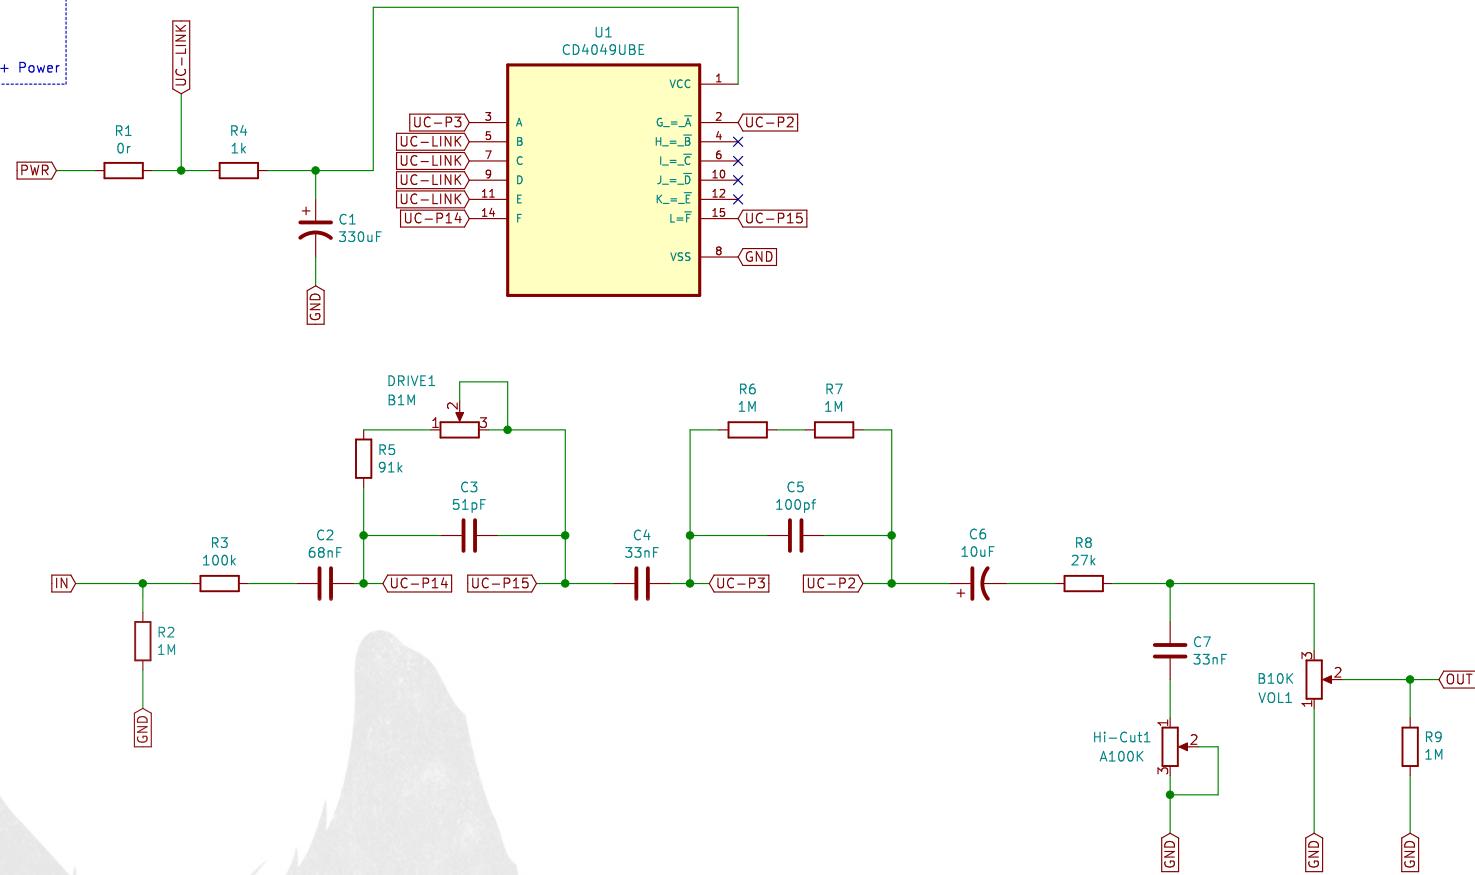 + Power
UC-LINK
PWR
R1
0r
R4
1k
+
C1
330uF
GND
U1
CD4049UBE
VCC 1
UC-P3 3 A
UC-LINK 5 B
UC-LINK 7 C
UC-LINK 9 D
UC-LINK 11 E
UC-P14 14 F
G_=_A 2 UC-P2
H_=_B 4
I_=_C 6
J_=_D 10
K_=_E 12
L=F 15 UC-P15
VSS 8 GND
DRIVE1
B1M
1 2 3
R5
91k
C3
51pF
R6
1M
R7
1M
C5
100pf
IN
R2
1M
GND
R3
100k
C2
68nF
UC-P14
UC-P15
C4
33nF
UC-P3
UC-P2
C6
10uF
+
R8
27k
C7
33nF
Hi-Cut1
A100K
1
2
3
GND
B10K
VOL1
3
2
1
GND
OUT
R9
1M
GND